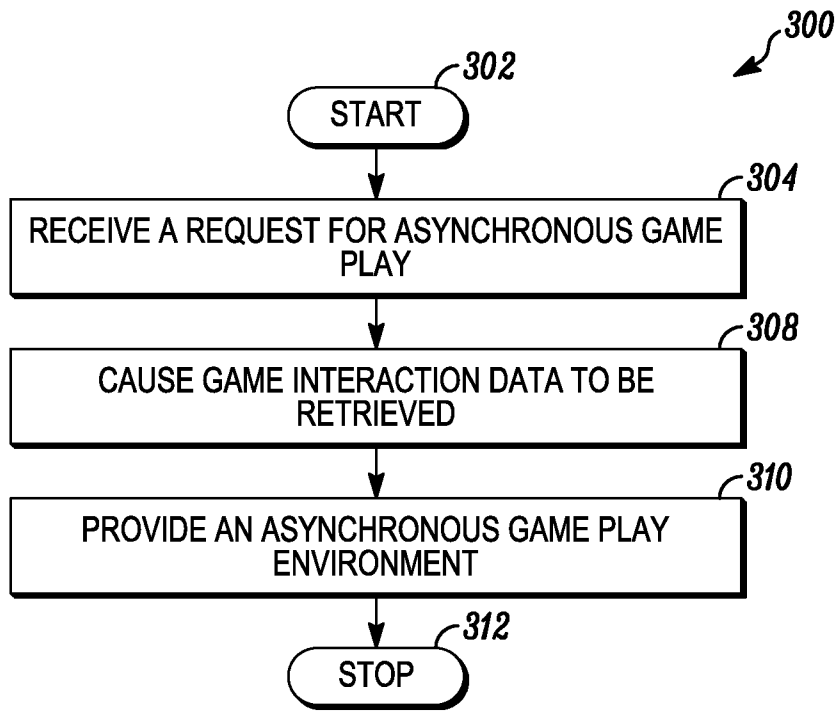 300
302
START
304
RECEIVE A REQUEST FOR ASYNCHRONOUS GAME
PLAY
308
CAUSE GAME INTERACTION DATA TO BE
RETRIEVED
310
PROVIDE AN ASYNCHRONOUS GAME PLAY
ENVIRONMENT
312
STOP